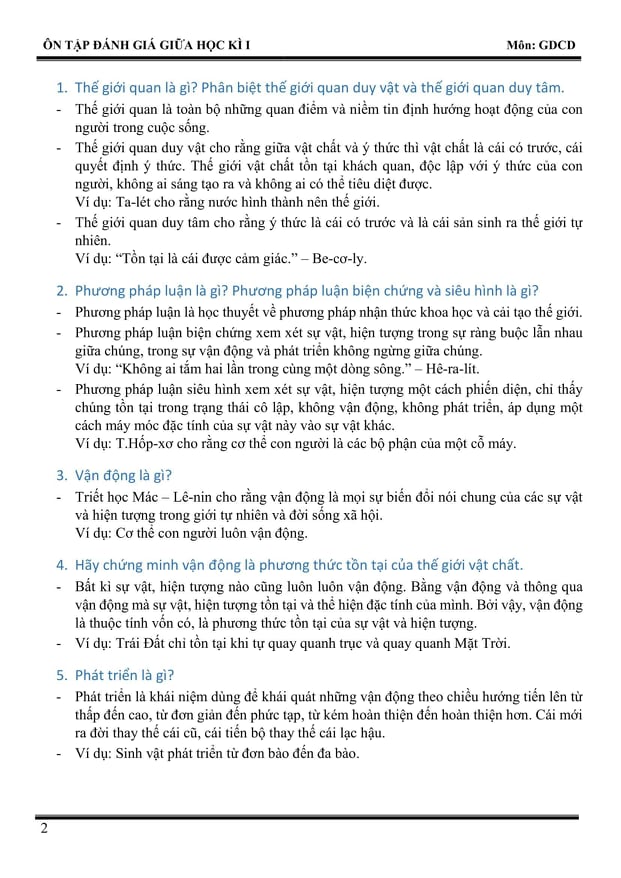 ÔN TẬP ĐÁNH GIÁ GIỮA HỌC KÌ I Môn: GDCD
1. Thế giới quan là gì? Phân biệt thế giới quan duy vật và thế giới quan duy tâm.
- Thế giới quan là toàn bộ những quan điểm và niềm tin định hướng hoạt động của con
người trong cuộc sống.
- Thế giới quan duy vật cho rằng giữa vật chất và ý thức thì vật chất là cái có trước, cái
quyết định ý thức. Thế giới vật chất tồn tại khách quan, độc lập với ý thức của con
người, không ai sáng tạo ra và không ai có thể tiêu diệt được.
Ví dụ: Ta-lét cho rằng nước hình thành nên thế giới.
- Thế giới quan duy tâm cho rằng ý thức là cái có trước và là cái sản sinh ra thế giới tự
nhiên.
Ví dụ: “Tồn tại là cái được cảm giác.” – Be-cơ-ly.
2. Phương pháp luận là gì? Phương pháp luận biện chứng và siêu hình là gì?
- Phương pháp luận là học thuyết về phương pháp nhận thức khoa học và cải tạo thế giới.
- Phương pháp luận biện chứng xem xét sự vật, hiện tượng trong sự ràng buộc lẫn nhau
giữa chúng, trong sự vận động và phát triển không ngừng giữa chúng.
Ví dụ: “Không ai tắm hai lần trong cùng một dòng sông.” – Hê-ra-lít.
- Phương pháp luận siêu hình xem xét sự vật, hiện tượng một cách phiến diện, chỉ thấy
chúng tồn tại trong trạng thái cô lập, không vận động, không phát triển, áp dụng một
cách máy móc đặc tính của sự vật này vào sự vật khác.
Ví dụ: T.Hốp-xơ cho rằng cơ thể con người là các bộ phận của một cỗ máy.
3. Vận động là gì?
- Triết học Mác – Lê-nin cho rằng vận động là mọi sự biến đổi nói chung của các sự vật
và hiện tượng trong giới tự nhiên và đời sống xã hội.
Ví dụ: Cơ thể con người luôn vận động.
4. Hãy chứng minh vận động là phương thức tồn tại của thế giới vật chất.
- Bất kì sự vật, hiện tượng nào cũng luôn luôn vận động. Bằng vận động và thông qua
vận động mà sự vật, hiện tượng tồn tại và thể hiện đặc tính của mình. Bởi vậy, vận động
là thuộc tính vốn có, là phương thức tồn tại của sự vật và hiện tượng.
- Ví dụ: Trái Đất chỉ tồn tại khi tự quay quanh trục và quay quanh Mặt Trời.
5. Phát triển là gì?
- Phát triển là khái niệm dùng để khái quát những vận động theo chiều hướng tiến lên từ
thấp đến cao, từ đơn giản đến phức tạp, từ kém hoàn thiện đến hoàn thiện hơn. Cái mới
ra đời thay thế cái cũ, cái tiến bộ thay thế cái lạc hậu.
- Ví dụ: Sinh vật phát triển từ đơn bào đến đa bào.
2